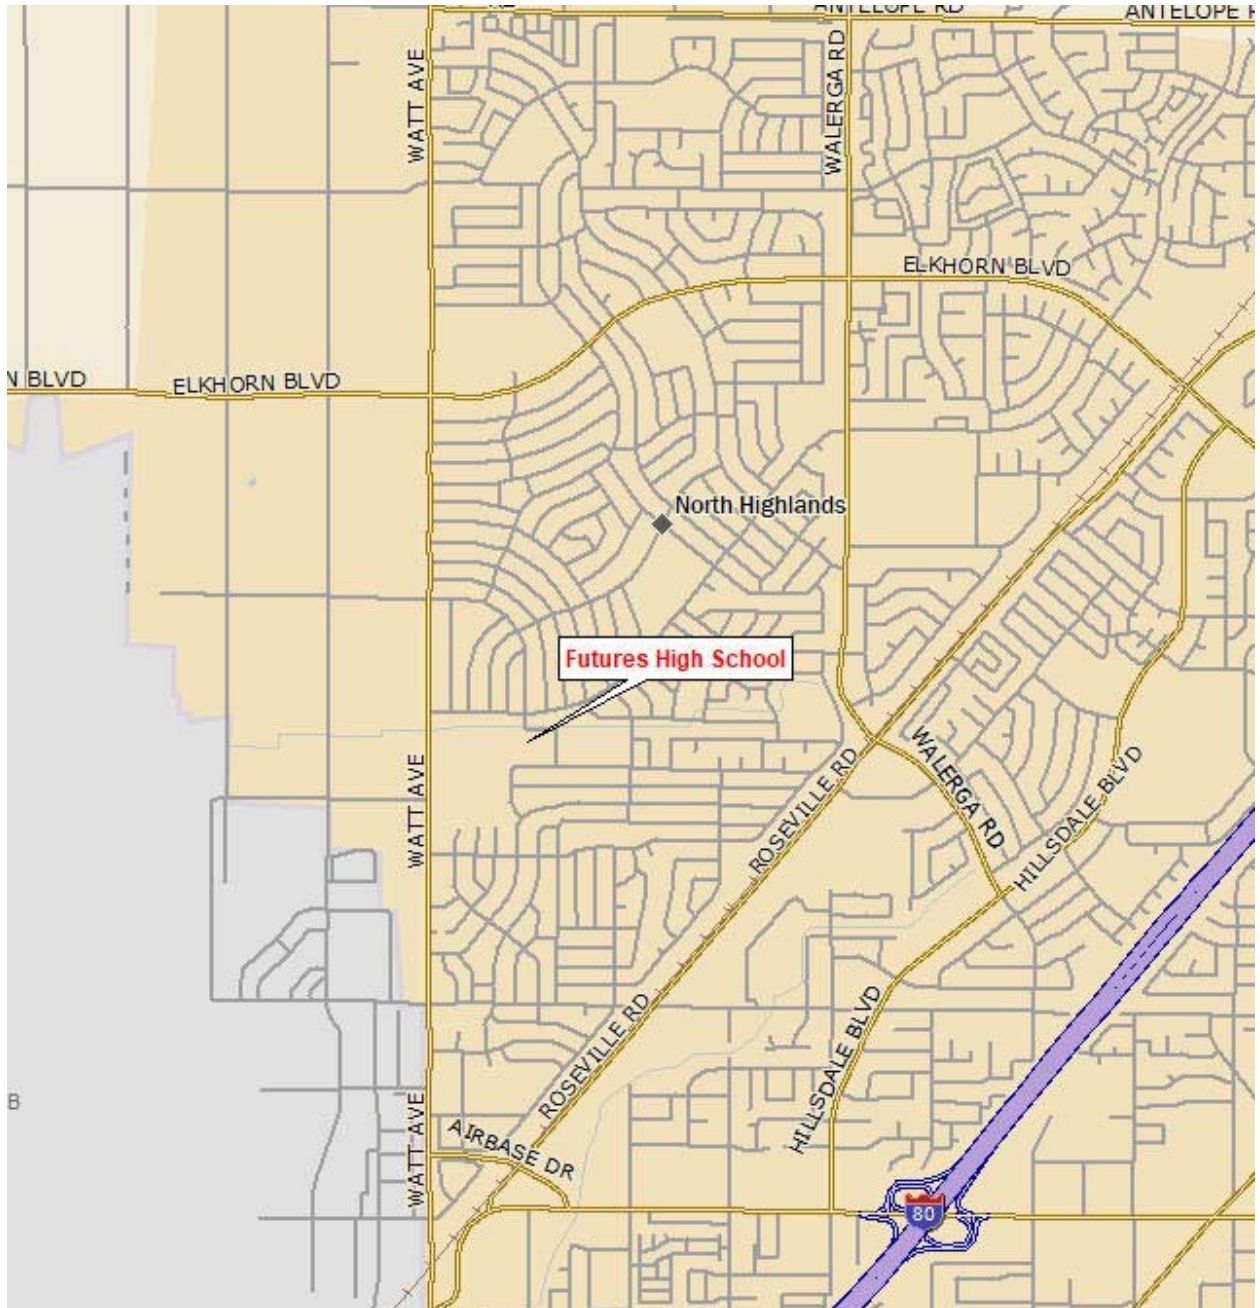 ANTELOPE RD
ANTELOPE
WATT AVE
WALERGA RD
ELKHORN BLVD
N BLVD
ELKHORN BLVD
North Highlands
Futures High School
WATT AVE
ROSEVILLE RD
WALERGA RD
HILLSDALE BLVD
ROSEVILLE RD
HILLSDALE BLVD
B
WATT AVE
AIRBASE DR
80